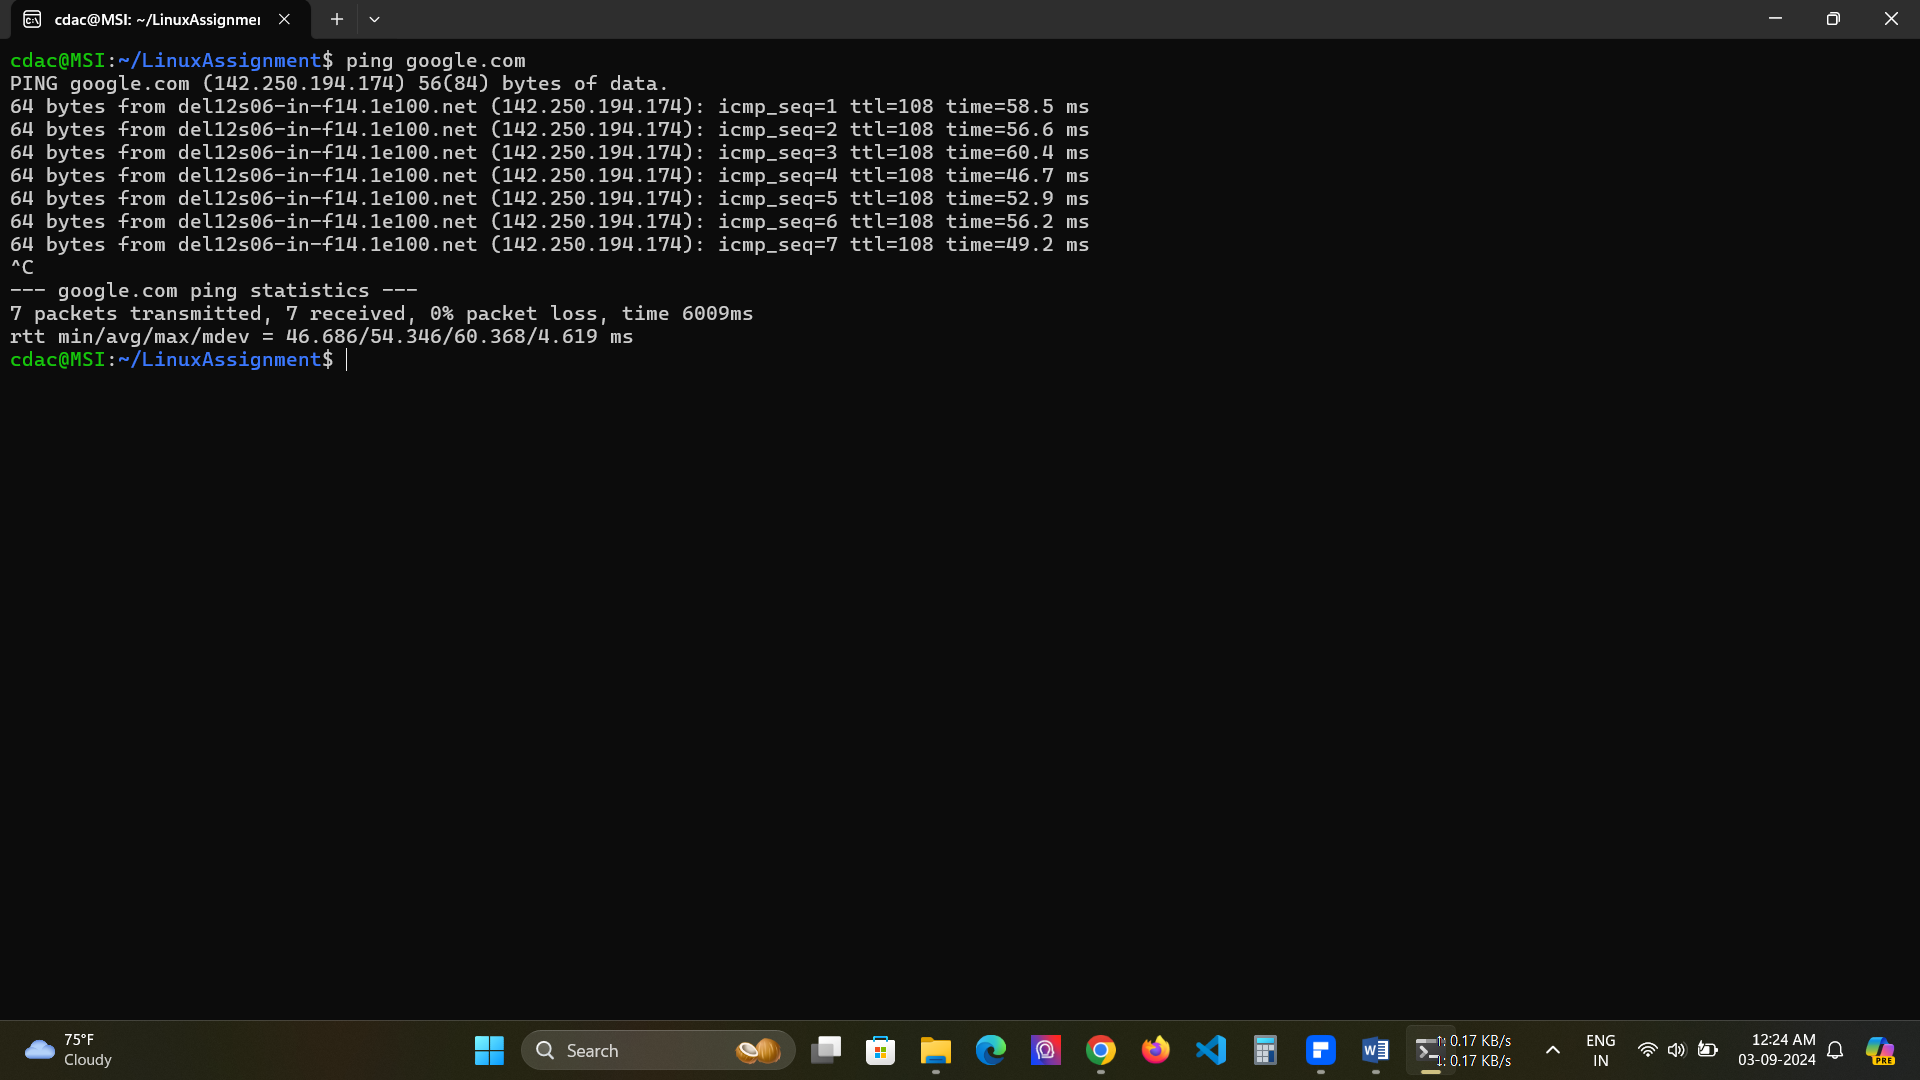 cdac@MSI: ~/LinuxAssignmer
cdac@MSI:~/LinuxAssignment$ ping google.com
PING google.com (142.250.194.174) 56(84) bytes of data.
64 bytes from del12s06-in-f14.1e100.net (142.250.194.174): icmp_seq=1 ttl=108 time=58.5 ms
64 bytes from del12s06-in-f14.1e100.net (142.250.194.174): icmp_seq=2 ttl=108 time=56.6 ms
64 bytes from del12s06-in-f14.1e100.net (142.250.194.174): icmp_seq=3 ttl=108 time=60.4 ms
64 bytes from del12s06-in-f14.1e100.net (142.250.194.174): icmp_seq=4 ttl=108 time=46.7 ms
64 bytes from del12s06-in-f14.1e100.net (142.250.194.174): icmp_seq=5 ttl=108 time=52.9 ms
64 bytes from del12s06-in-f14.1e100.net (142.250.194.174): icmp_seq=6 ttl=108 time=56.2 ms
64 bytes from del12s06-in-f14.1e100.net (142.250.194.174): icmp_seq=7 ttl=108 time=49.2 ms
^C
--- google.com ping statistics ---
7 packets transmitted, 7 received, 0% packet loss, time 6009ms
rtt min/avg/max/mdev = 46.686/54.346/60.368/4.619 ms
cdac@MSI:~/LinuxAssignment$
75°F
Cloudy
Search
↑: 0.17 KB/s
↓: 0.17 KB/s
ENG
IN
12:24 AM
03-09-2024
PRE